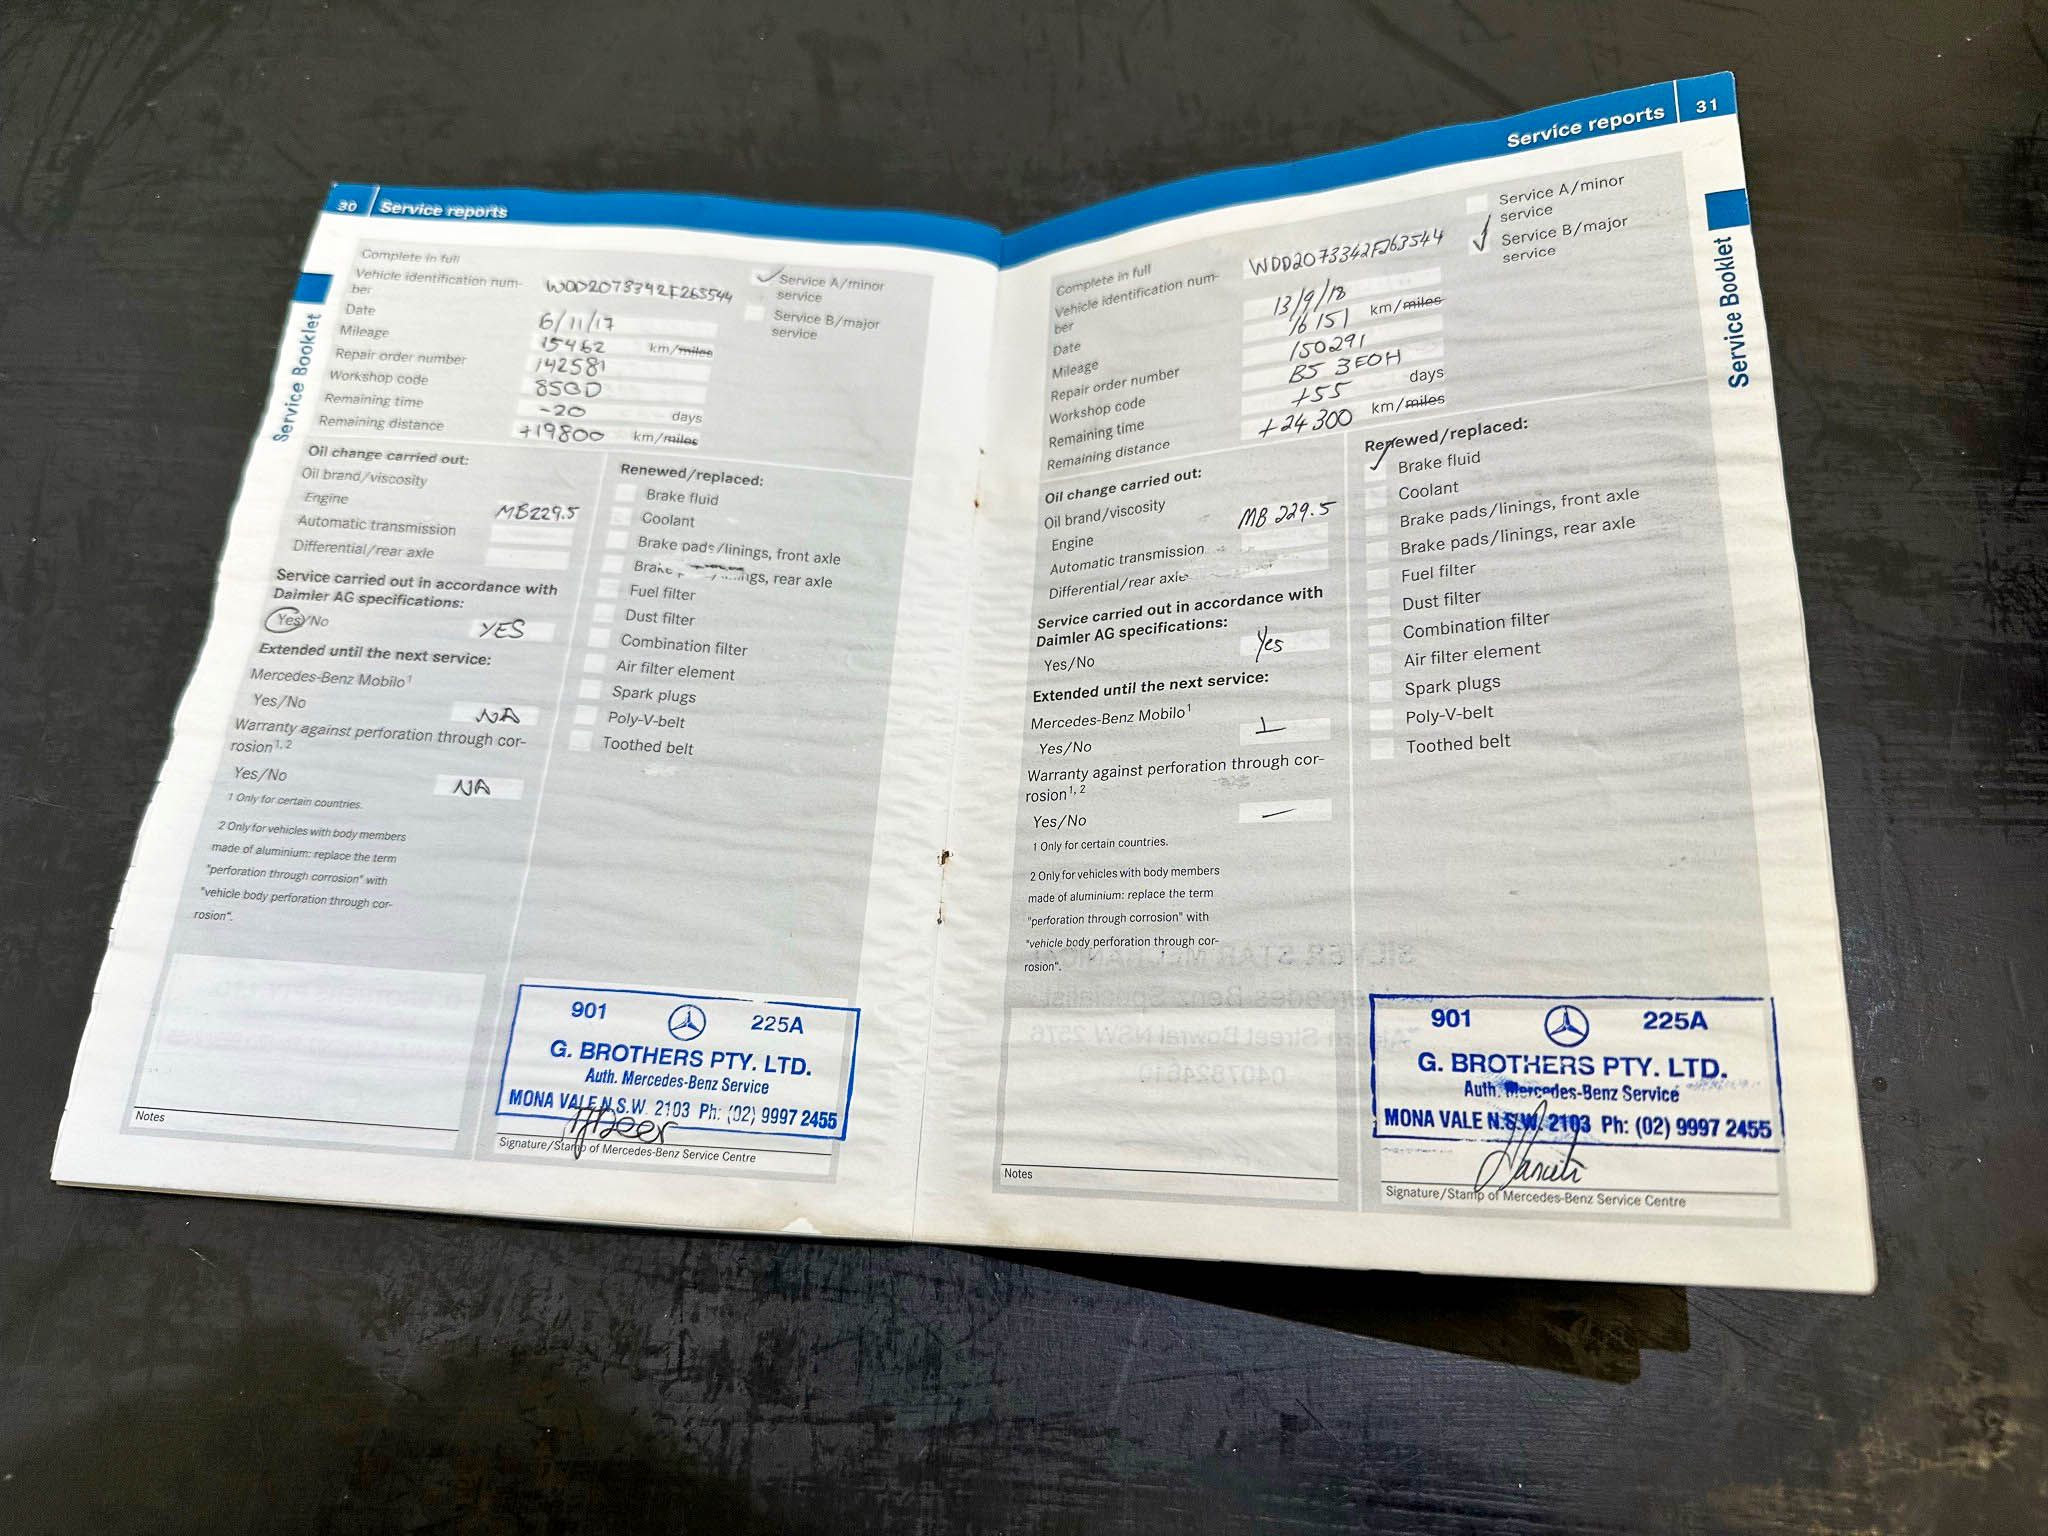 30 Service reports
Service Booklet
Complete in full
Vehicle identification num-
ber
WDD2073342F263544
Service A/minor
service
Service B/major
service
Date 6/11/17
Mileage 15462 km/miles
Repair order number 142581
Workshop code
Remaining time -20 days
Remaining distance +19800 km/miles
Oil change carried out:
Oil brand/viscosity
Engine MB229.5
Automatic transmission
Differential/rear axle
Service carried out in accordance with
Daimler AG specifications:
Yes/No YES
Extended until the next service:
Mercedes-Benz Mobilo1
Yes/No NA
Warranty against perforation through cor-
rosion1, 2
Yes/No NA
1 Only for certain countries.
2 Only for vehicles with body members
made of aluminium: replace the term
"perforation through corrosion" with
"vehicle body perforation through cor-
rosion".
Renewed/replaced:
Brake fluid
Coolant
Brake pads/linings, front axle
rear axle
Fuel filter
Dust filter
Combination filter
Air filter element
Spark plugs
Poly-V-belt
Toothed belt
901 225A
G. BROTHERS PTY. LTD.
Auth. Mercedes-Benz Service
MONA VALE N.S.W. 2103 Ph: (02) 9997 2455
Notes
Signature/Stamp of Mercedes-Benz Service Centre
Service reports 31
Service Booklet
Complete in full
Vehicle identification num-
ber
WDD2073342F263544
Service A/minor
service
Service B/major
service
Date 13/9/18
Mileage 16151 km/miles
Repair order number 150291
Workshop code
Remaining time +55 days
Remaining distance +24300 km/miles
Oil change carried out:
Oil brand/viscosity
Engine MB 229.5
Automatic transmission
Differential/rear axle
Service carried out in accordance with
Daimler AG specifications:
Yes/No Yes
Extended until the next service:
Mercedes-Benz Mobilo1
Yes/No
Warranty against perforation through cor-
rosion1, 2
Yes/No —
1 Only for certain countries.
2 Only for vehicles with body members
made of aluminium: replace the term
"perforation through corrosion" with
"vehicle body perforation through cor-
rosion".
Renewed/replaced:
Brake fluid
Coolant
Brake pads/linings, front axle
Brake pads/linings, rear axle
Fuel filter
Dust filter
Combination filter
Air filter element
Spark plugs
Poly-V-belt
Toothed belt
901 225A
G. BROTHERS PTY. LTD.
Auth. Mercedes-Benz Service
MONA VALE N.S.W. 2103 Ph: (02) 9997 2455
Notes
Signature/Stamp of Mercedes-Benz Service Centre